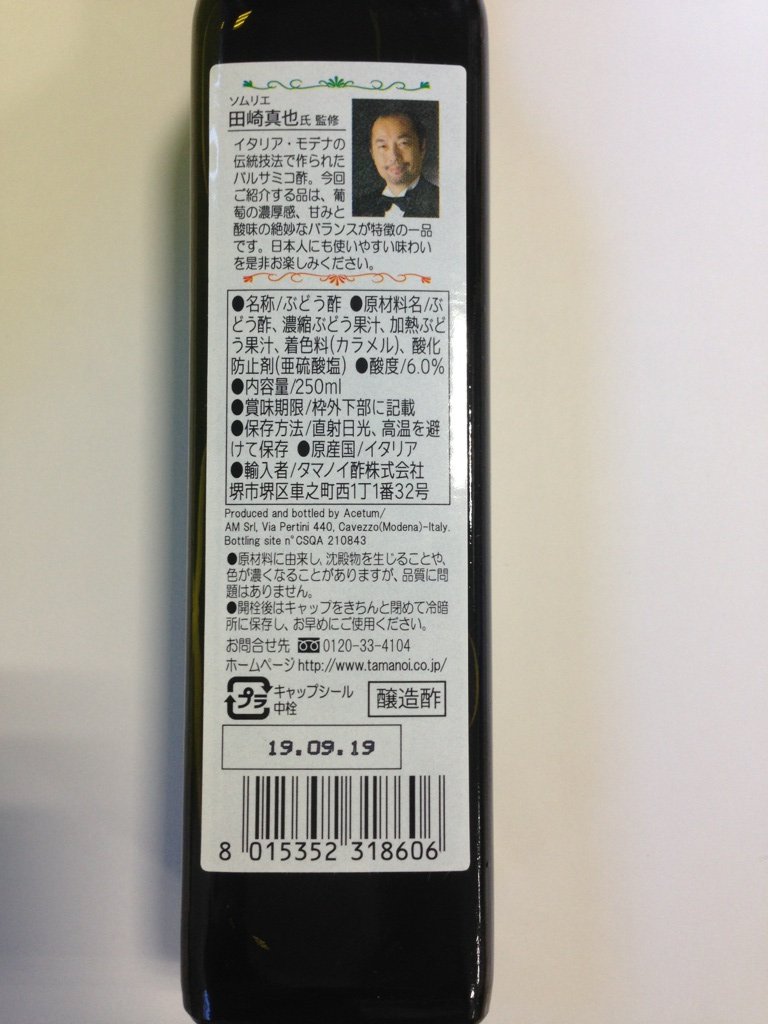 ソムリエ
田崎真也氏 監修
イタリア・モデナの
伝統技法で作られた
バルサミコ酢。今回
ご紹介する品は、葡
萄の濃厚感、甘みと
酸味の絶妙なバランスが特徴の一品
です。日本人にも使いやすい味わい
を是非お楽しみください。
●名称/ぶどう酢 ●原材料名/ぶ
どう酢、濃縮ぶどう果汁、加熱ぶど
う果汁、着色料(カラメル)、酸化
防止剤(亜硫酸塩) ●酸度/6.0%
●内容量/250ml
●賞味期限/枠外下部に記載
●保存方法/直射日光、高温を避
けて保存 ●原産国/イタリア
●輸入者/タマノイ酢株式会社
堺市堺区車之町西1丁1番32号
Produced and bottled by Acetum/
AM Srl, Via Pertini 440, Cavezzo(Modena)-Italy.
Bottling site n°CSQA 210843
●原材料に由来し、沈殿物を生じることや、
色が濃くなることがありますが、品質に問
題はありません。
●開栓後はキャップをきちんと閉めて冷暗
所に保存し、お早めにご使用ください。
お問合せ先 0120-33-4104
ホームページ http://www.tamanoi.co.jp/
プラ キャップシール
中栓
醸造酢
19.09.19
8 015352 318606